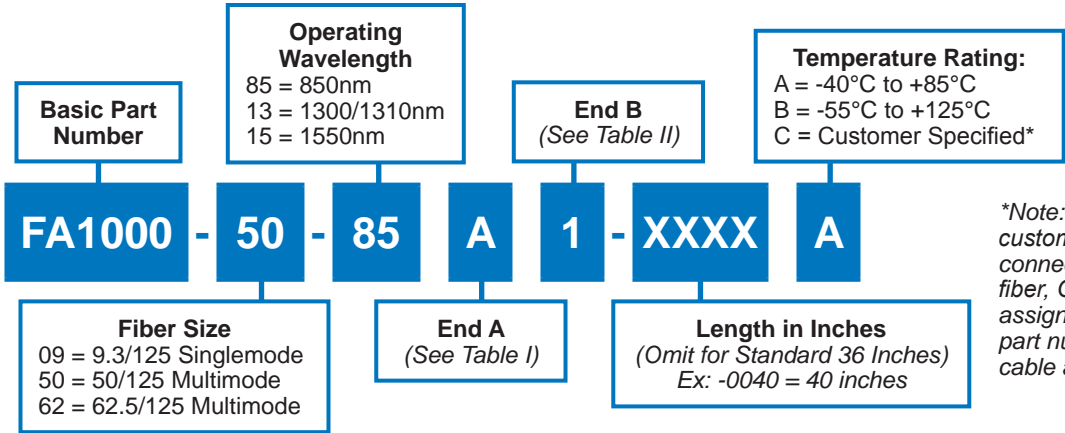 Basic Part
Number
Operating
Wavelength
85 = 850nm
13 = 1300/1310nm
15 = 1550nm
End B
(See Table II)
Temperature Rating:
A = -40°C to +85°C
B = -55°C to +125°C
C = Customer Specified*
FA1000 - 50 - 85 A 1 - XXXX A
Fiber Size
09 = 9.3/125 Singlemode
50 = 50/125 Multimode
62 = 62.5/125 Multimode
End A
(See Table I)
Length in Inches
(Omit for Standard 36 Inches)
Ex: -0040 = 40 inches
*Note:
custom
connec
fiber,
assign
part nu
cable